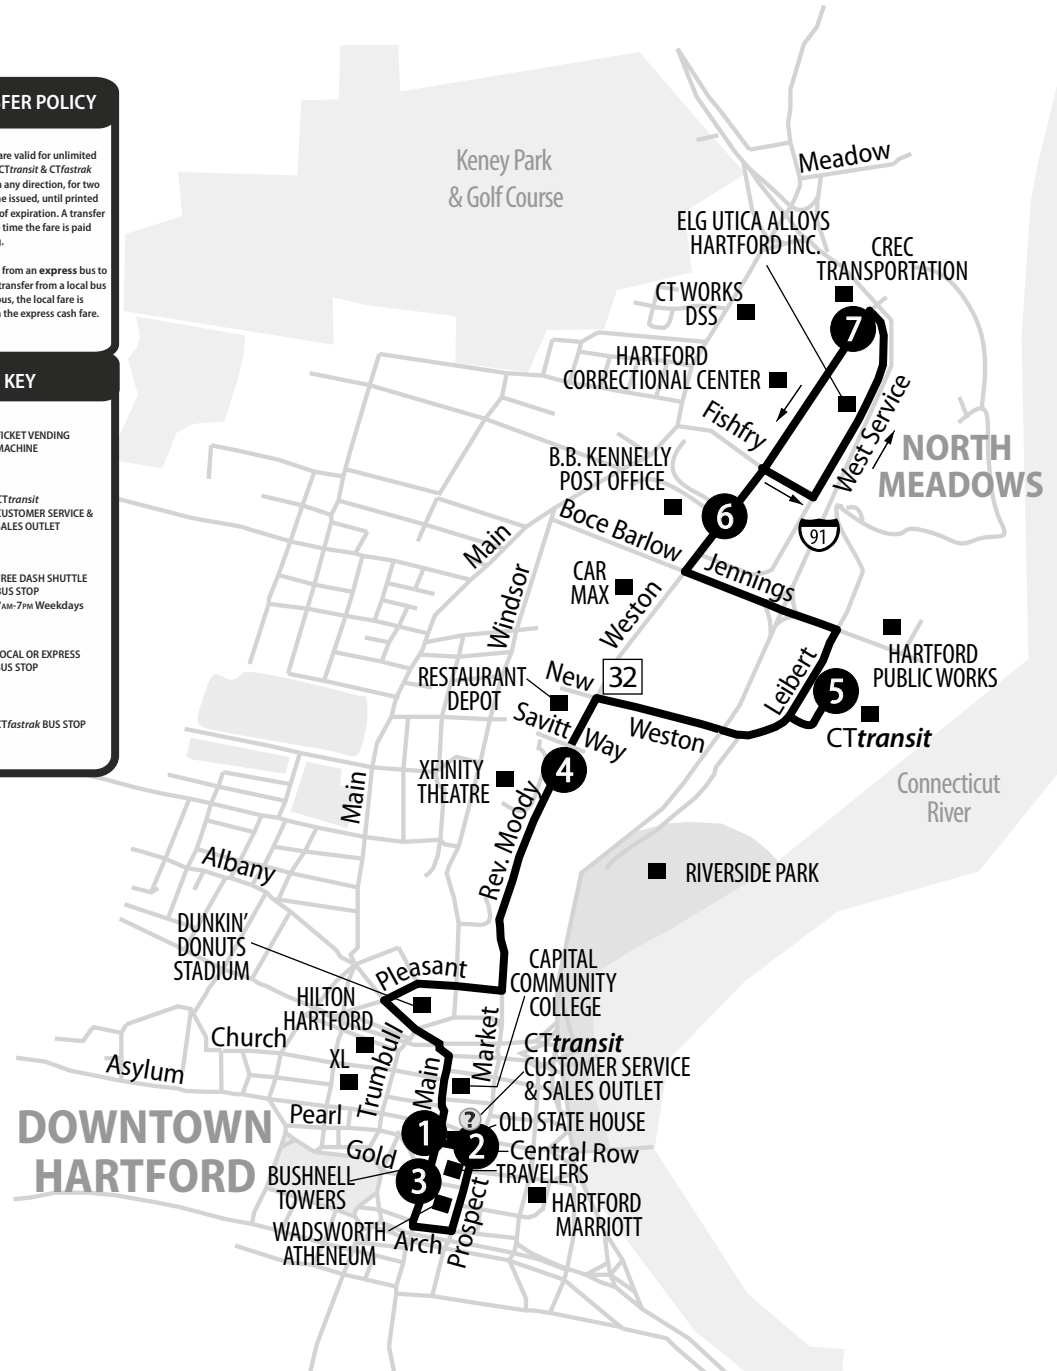 FER POLICY
are valid for unlimited
CTtransit & CTfastrak
any direction, for two
e issued, until printed
of expiration. A transfer
time the fare is paid
from an express bus to
transfer from a local bus
bus, the local fare is
the express cash fare.
KEY
TICKET VENDING
MACHINE
CTtransit
CUSTOMER SERVICE &
SALES OUTLET
FREE DASH SHUTTLE
BUS STOP
7AM-7PM Weekdays
LOCAL OR EXPRESS
BUS STOP
CTfastrak BUS STOP
Keney Park
& Golf Course
Meadow
ELG UTICA ALLOYS
HARTFORD INC.
CREC
TRANSPORTATION
CT WORKS
DSS
7
HARTFORD
CORRECTIONAL CENTER
Fishfry
West Service
NORTH
MEADOWS
B.B. KENNELLY
POST OFFICE
6
91
Boce Barlow
Main
Jennings
CAR
MAX
Windsor
Weston
HARTFORD
PUBLIC WORKS
Leibert
5
CTtransit
RESTAURANT
DEPOT
New
32
Savitt Way
Weston
4
XFINITY
THEATRE
Main
Rev. Moody
Connecticut
River
Albany
RIVERSIDE PARK
DUNKIN'
DONUTS
STADIUM
Pleasant
CAPITAL
COMMUNITY
COLLEGE
HILTON
HARTFORD
Church
Trumbull
Market
CTtransit
CUSTOMER SERVICE
& SALES OUTLET
XL
Asylum
Main
Pearl
?
OLD STATE HOUSE
DOWNTOWN
HARTFORD
1
2
Central Row
Gold
TRAVELERS
BUSHNELL
TOWERS
3
Prospect
HARTFORD
MARRIOTT
WADSWORTH
ATHENEUM
Arch